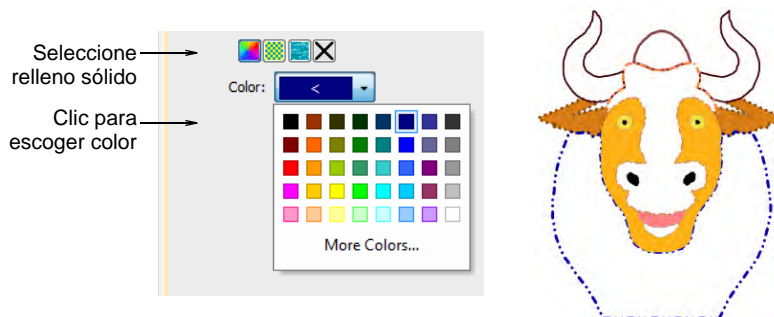 Seleccione
relleno sólido
Color:
<
Clic para
escoger color
More Colors...